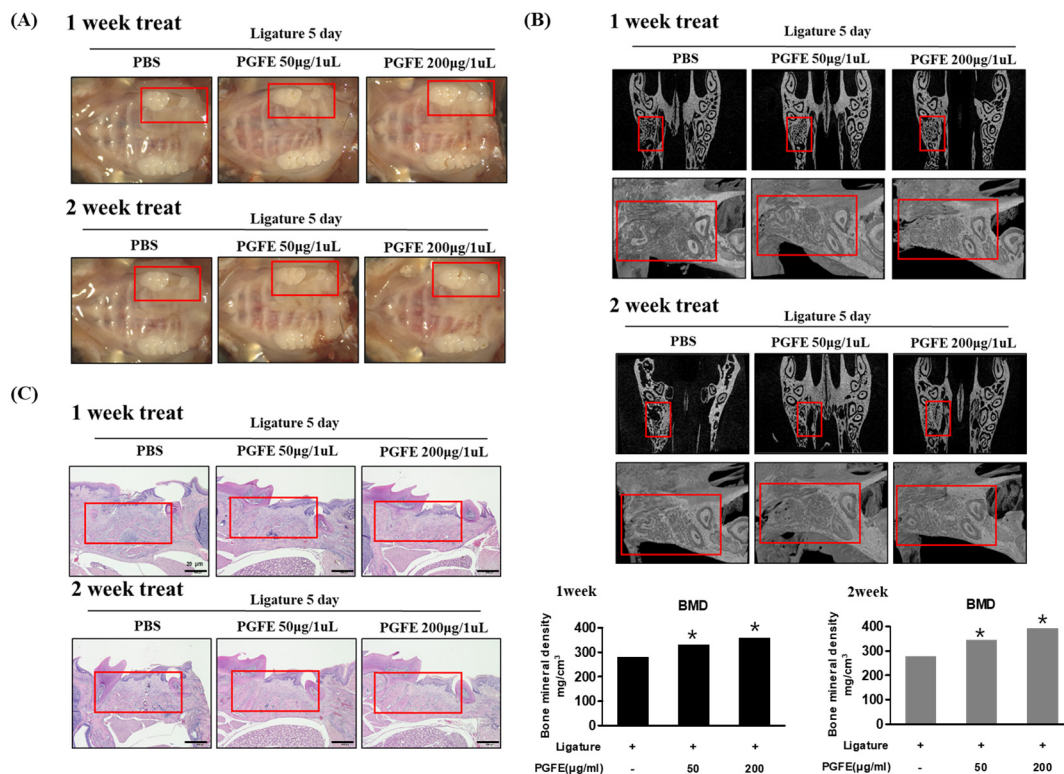 (A)
1 week treat
Ligature 5 day
PBS
PGFE 50μg/1uL
PGFE 200μg/1uL
2 week treat
Ligature 5 day
PBS
PGFE 50μg/1uL
PGFE 200μg/1uL
(B)
1 week treat
Ligature 5 day
PBS
PGFE 50μg/1uL
PGFE 200μg/1uL
2 week treat
Ligature 5 day
PBS
PGFE 50μg/1uL
PGFE 200μg/1uL
1week
BMD
Bone mineral density
mg/cm³
400
300
200
100
0
* *
Ligature + + +
PGFE(μg/ml) - 50 200
2week
BMD
Bone mineral density
mg/cm³
400
300
200
100
0
* *
Ligature + + +
PGFE(μg/ml) - 50 200
(C)
1 week treat
Ligature 5 day
PBS
PGFE 50μg/1uL
PGFE 200μg/1uL
20 μm
2 week treat
Ligature 5 day
PBS
PGFE 50μg/1uL
PGFE 200μg/1uL